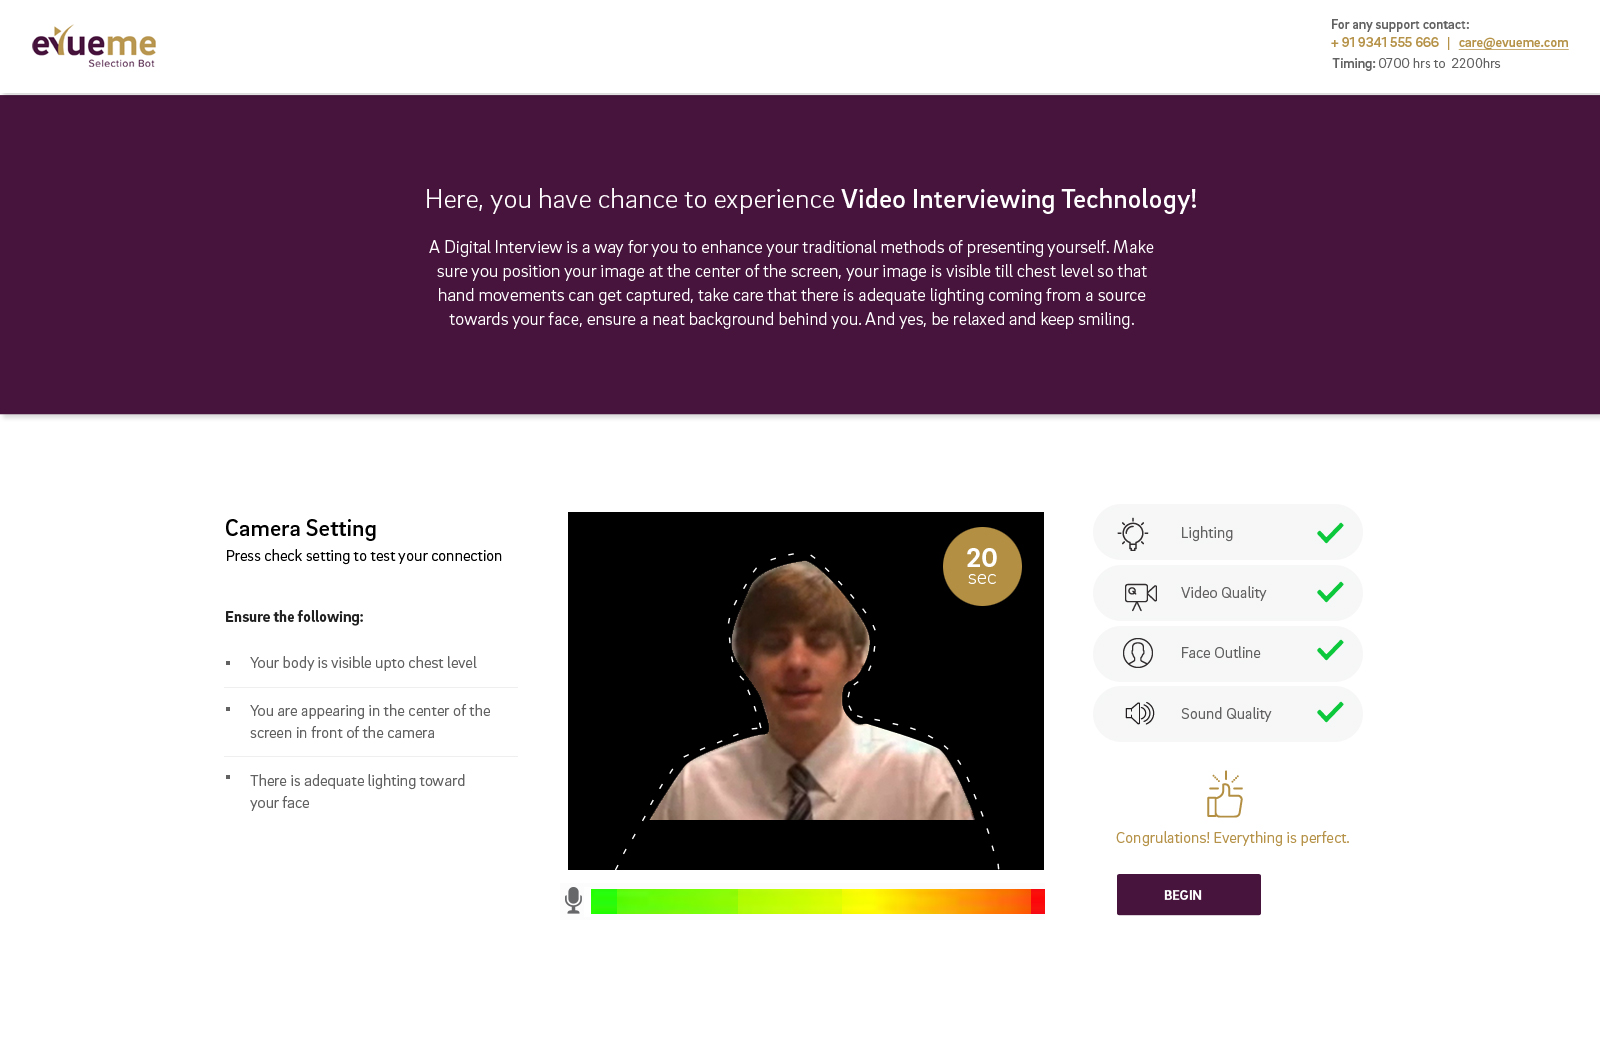 evueme
Selection Bot
For any support contact:
+ 91 9341 555 666 | care@evueme.com
Timing: 0700 hrs to 2200hrs
Here, you have chance to experience Video Interviewing Technology!
A Digital Interview is a way for you to enhance your traditional methods of presenting yourself. Make
sure you position your image at the center of the screen, your image is visible till chest level so that
hand movements can get captured, take care that there is adequate lighting coming from a source
towards your face, ensure a neat background behind you. And yes, be relaxed and keep smiling.
Camera Setting
Press check setting to test your connection
Ensure the following:
Your body is visible upto chest level
You are appearing in the center of the
screen in front of the camera
There is adequate lighting toward
your face
20
sec
Lighting
Video Quality
Face Outline
Sound Quality
Congrulations! Everything is perfect.
BEGIN